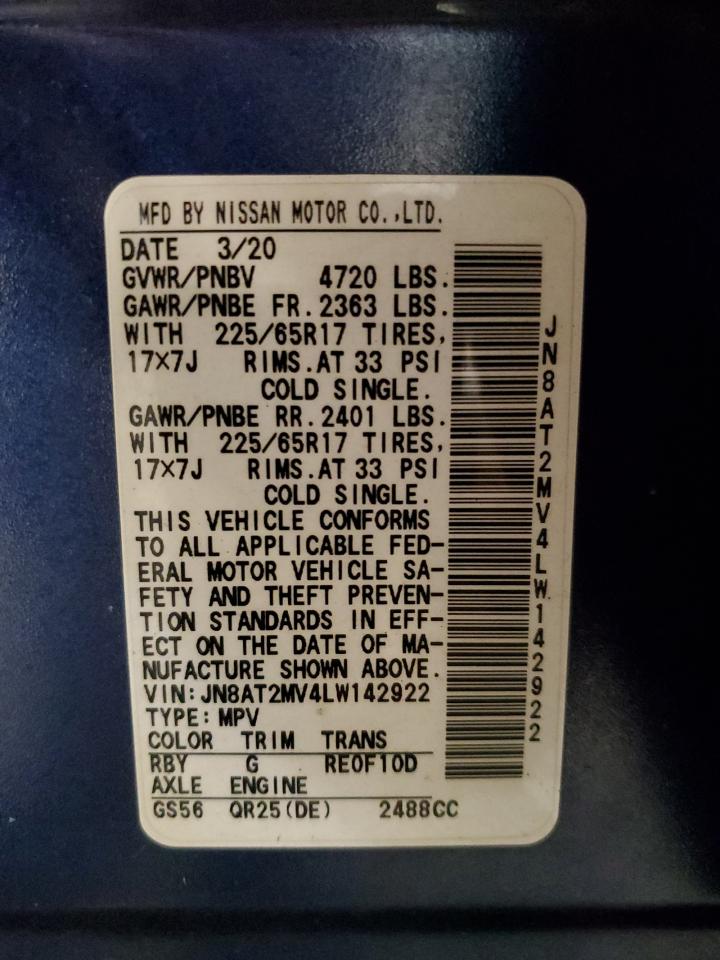 MFD BY NISSAN MOTOR CO.,LTD.
DATE 3/20
GVWR/PNBV 4720 LBS.
GAWR/PNBE FR.2363 LBS.
WITH 225/65R17 TIRES,
17×7J RIMS.AT 33 PSI
COLD SINGLE.
GAWR/PNBE RR.2401 LBS.
WITH 225/65R17 TIRES,
17×7J RIMS.AT 33 PSI
COLD SINGLE.
THIS VEHICLE CONFORMS
TO ALL APPLICABLE FED-
ERAL MOTOR VEHICLE SA-
FETY AND THEFT PREVEN-
TION STANDARDS IN EFF-
ECT ON THE DATE OF MA-
NUFACTURE SHOWN ABOVE.
VIN:JN8AT2MV4LW142922
TYPE:MPV
COLOR TRIM TRANS
RBY G RE0F10D
AXLE ENGINE
GS56 QR25(DE) 2488CC
JN8AT2MV4LW142922